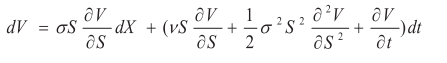 dV = σS ∂V/∂S dX + (νS ∂V/∂S + 1/2 σ² S² ∂²V/∂S² + ∂V/∂t)dt